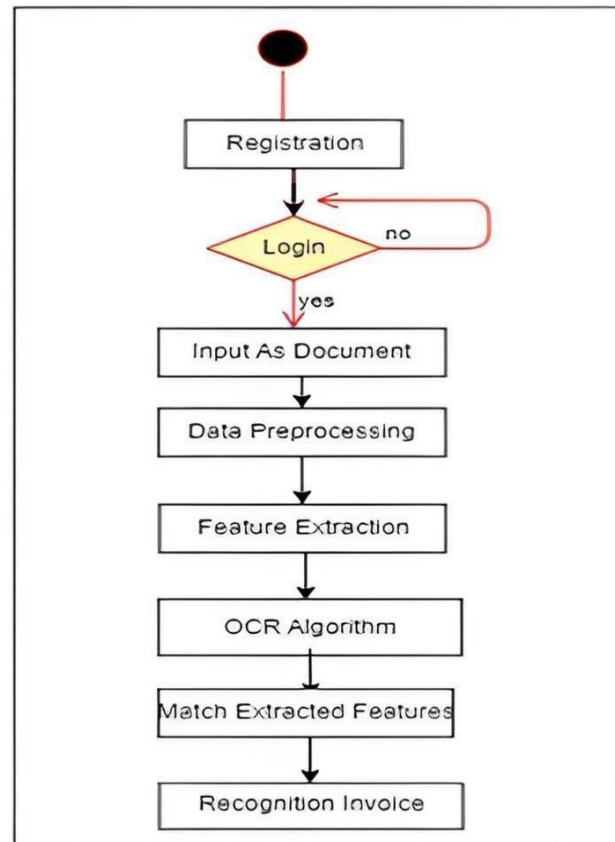 Registration
Login
no
yes
Input As Document
Data Preprocessing
Feature Extraction
OCR Algorithm
Match Extracted Features
Recognition Invoice